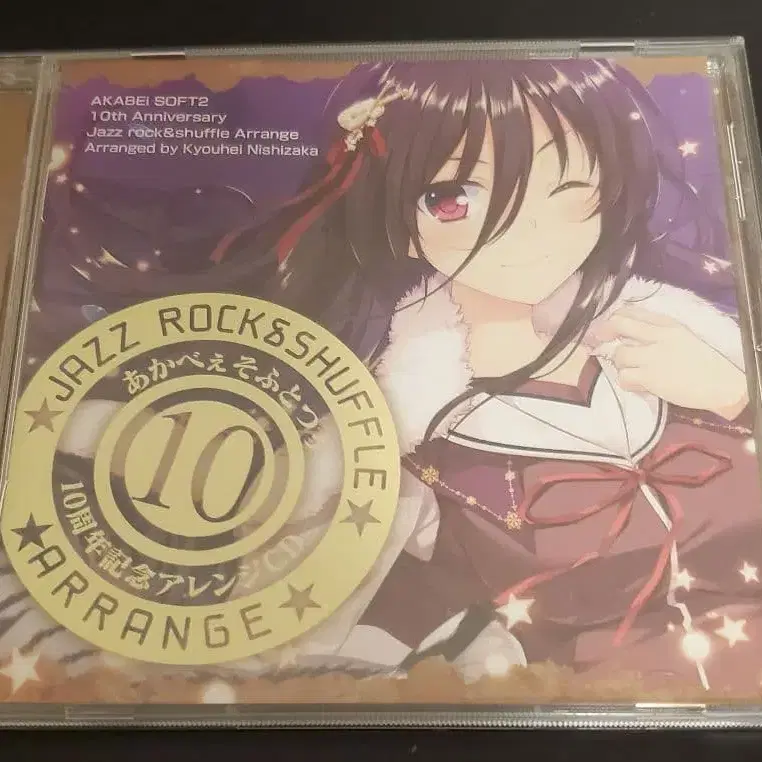 AKABEi SOFT2
10th Anniversary
Jazz rock&shuffle Arrange
Arranged by Kyouhei Nishizaka
JAZZ ROCK&SHUFFLE
あかべぇそふとつぅ
10
10周年記念アレンジCD
ARRANGE